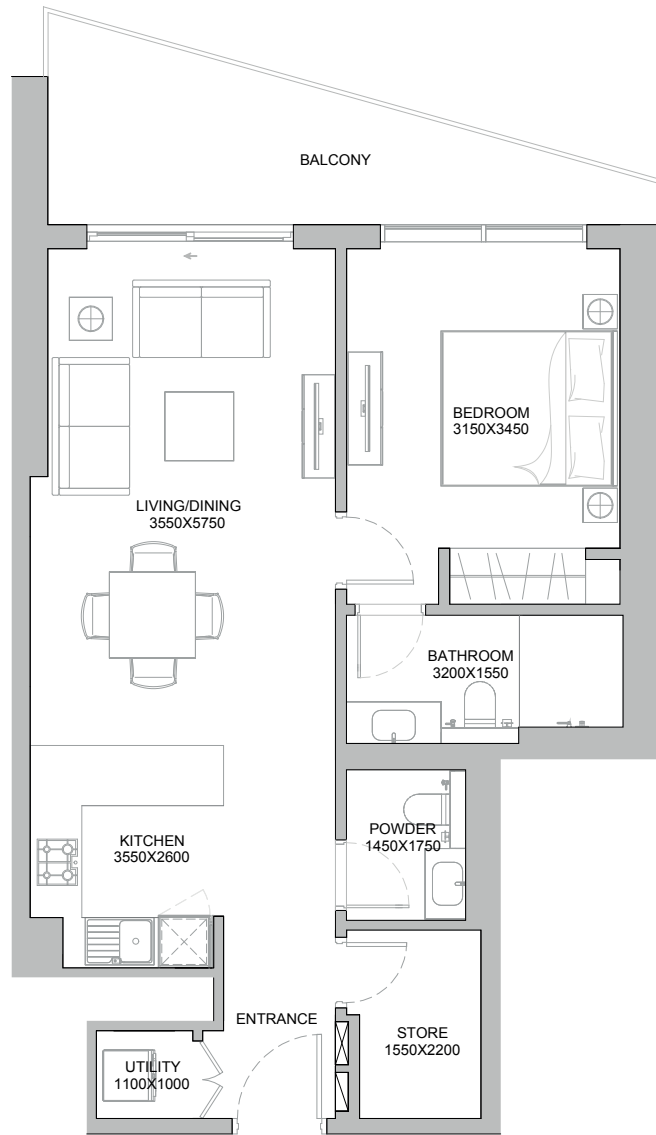 BALCONY
BEDROOM
3150X3450
LIVING/DINING
3550X5750
BATHROOM
3200X1550
POWDER
1450X1750
KITCHEN
3550X2600
ENTRANCE
STORE
1550X2200
UTILITY
1100X1000